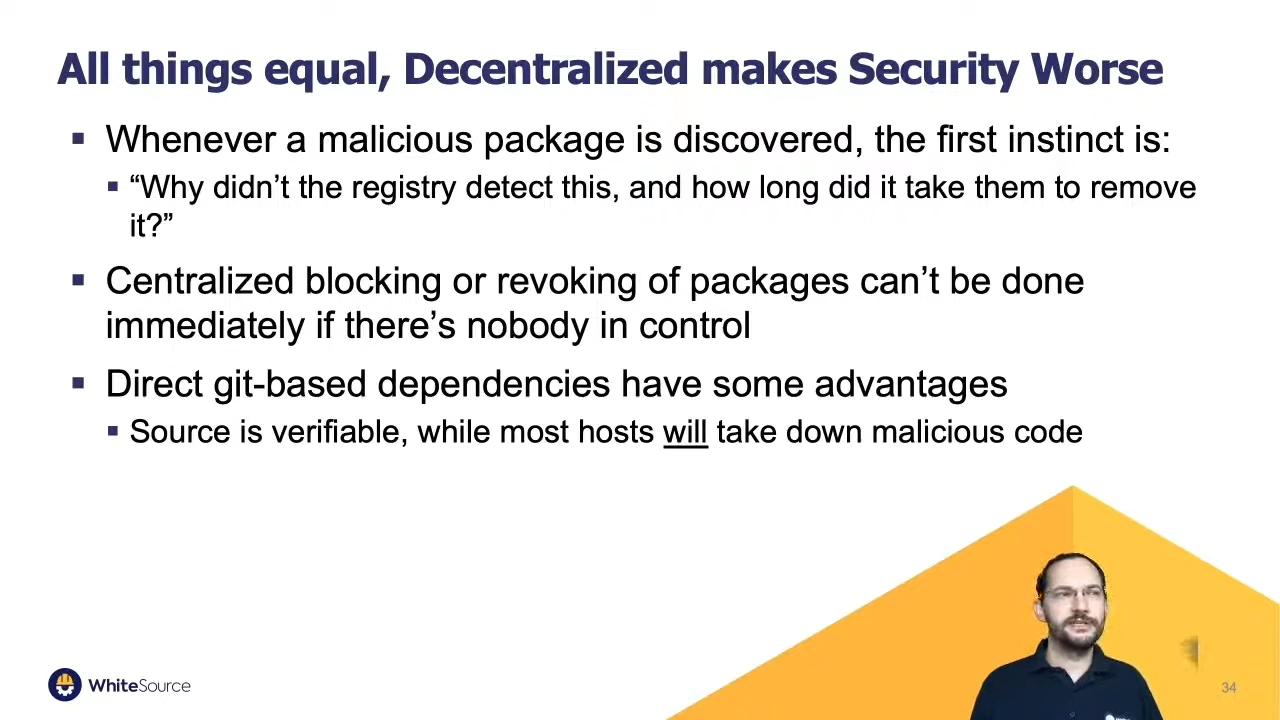 All things equal, Decentralized makes Security Worse
▪ Whenever a malicious package is discovered, the first instinct is:
▪ “Why didn’t the registry detect this, and how long did it take them to remove
it?”
▪ Centralized blocking or revoking of packages can’t be done
immediately if there’s nobody in control
▪ Direct git-based dependencies have some advantages
▪ Source is verifiable, while most hosts will take down malicious code
WhiteSource
34